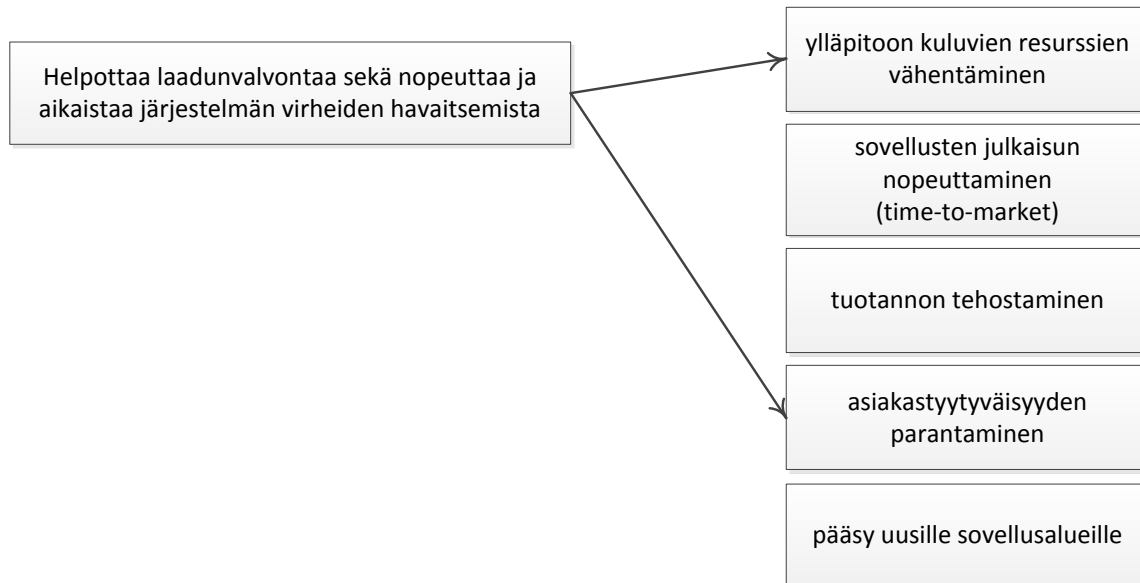 Helpottaa laadunvalvontaa sekä nopeuttaa ja
aikaistaa järjestelmän virheiden havaitsemista
ylläpitoon kuluvien resurssien
vähentäminen
sovellusten julkaisun
nopeuttaminen
(time-to-market)
tuotannon tehostaminen
asiakastyytyväisyyden
parantaminen
pääsy uusille sovellusalueille